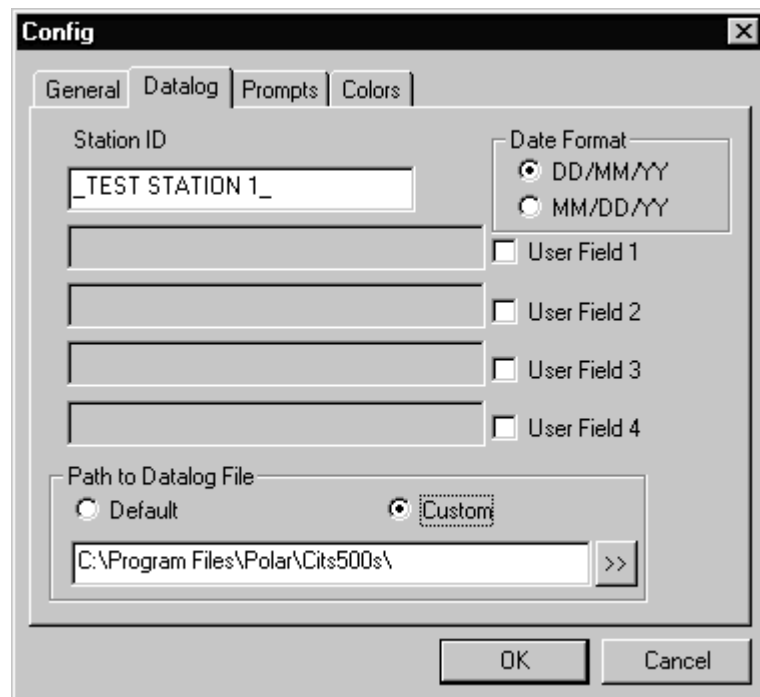 Config
General Datalog Prompts Colors
Station ID
_TEST STATION 1_
Date Format
DD/MM/YY
MM/DD/YY
User Field 1
User Field 2
User Field 3
User Field 4
Path to Datalog File
Default Custom
C:\Program Files\Polar\Cits500s\ >>
OK Cancel